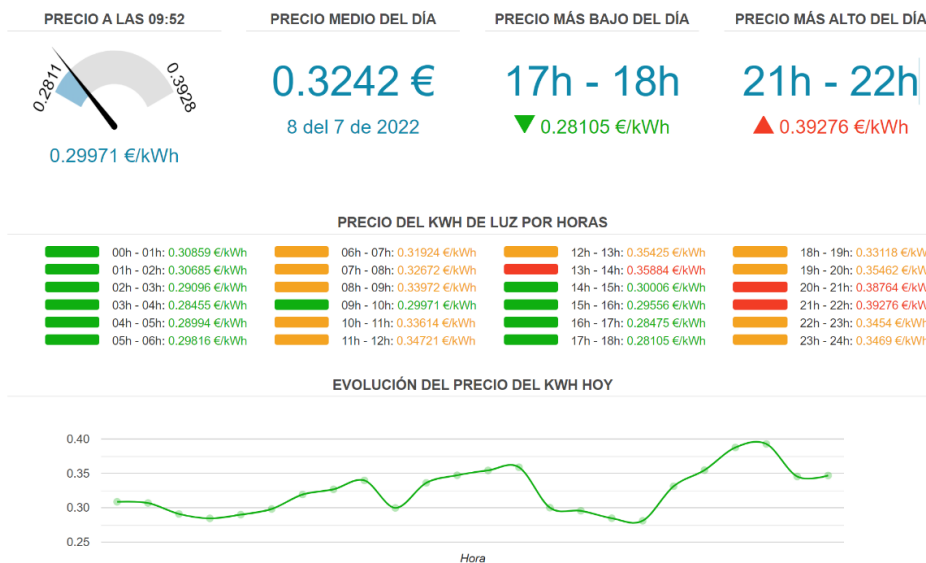 PRECIO A LAS 09:52
PRECIO MEDIO DEL DÍA
PRECIO MÁS BAJO DEL DÍA
PRECIO MÁS ALTO DEL DÍA
0.2811
0.3928
0.29971 €/kWh
0.3242 €
8 del 7 de 2022
17h - 18h
0.28105 €/kWh
21h - 22h
0.39276 €/kWh
PRECIO DEL KWH DE LUZ POR HORAS
00h - 01h: 0.30859 €/kWh
01h - 02h: 0.30685 €/kWh
02h - 03h: 0.29096 €/kWh
03h - 04h: 0.28455 €/kWh
04h - 05h: 0.28994 €/kWh
05h - 06h: 0.29816 €/kWh
06h - 07h: 0.31924 €/kWh
07h - 08h: 0.32672 €/kWh
08h - 09h: 0.33972 €/kWh
09h - 10h: 0.29971 €/kWh
10h - 11h: 0.33614 €/kWh
11h - 12h: 0.34721 €/kWh
12h - 13h: 0.35425 €/kWh
13h - 14h: 0.35884 €/kWh
14h - 15h: 0.30006 €/kWh
15h - 16h: 0.29556 €/kWh
16h - 17h: 0.28475 €/kWh
17h - 18h: 0.28105 €/kWh
18h - 19h: 0.33118 €/kWh
19h - 20h: 0.35462 €/kWh
20h - 21h: 0.38764 €/kWh
21h - 22h: 0.39276 €/kWh
22h - 23h: 0.3454 €/kWh
23h - 24h: 0.3469 €/kWh
EVOLUCIÓN DEL PRECIO DEL KWH HOY
0.40
0.35
0.30
0.25
Hora